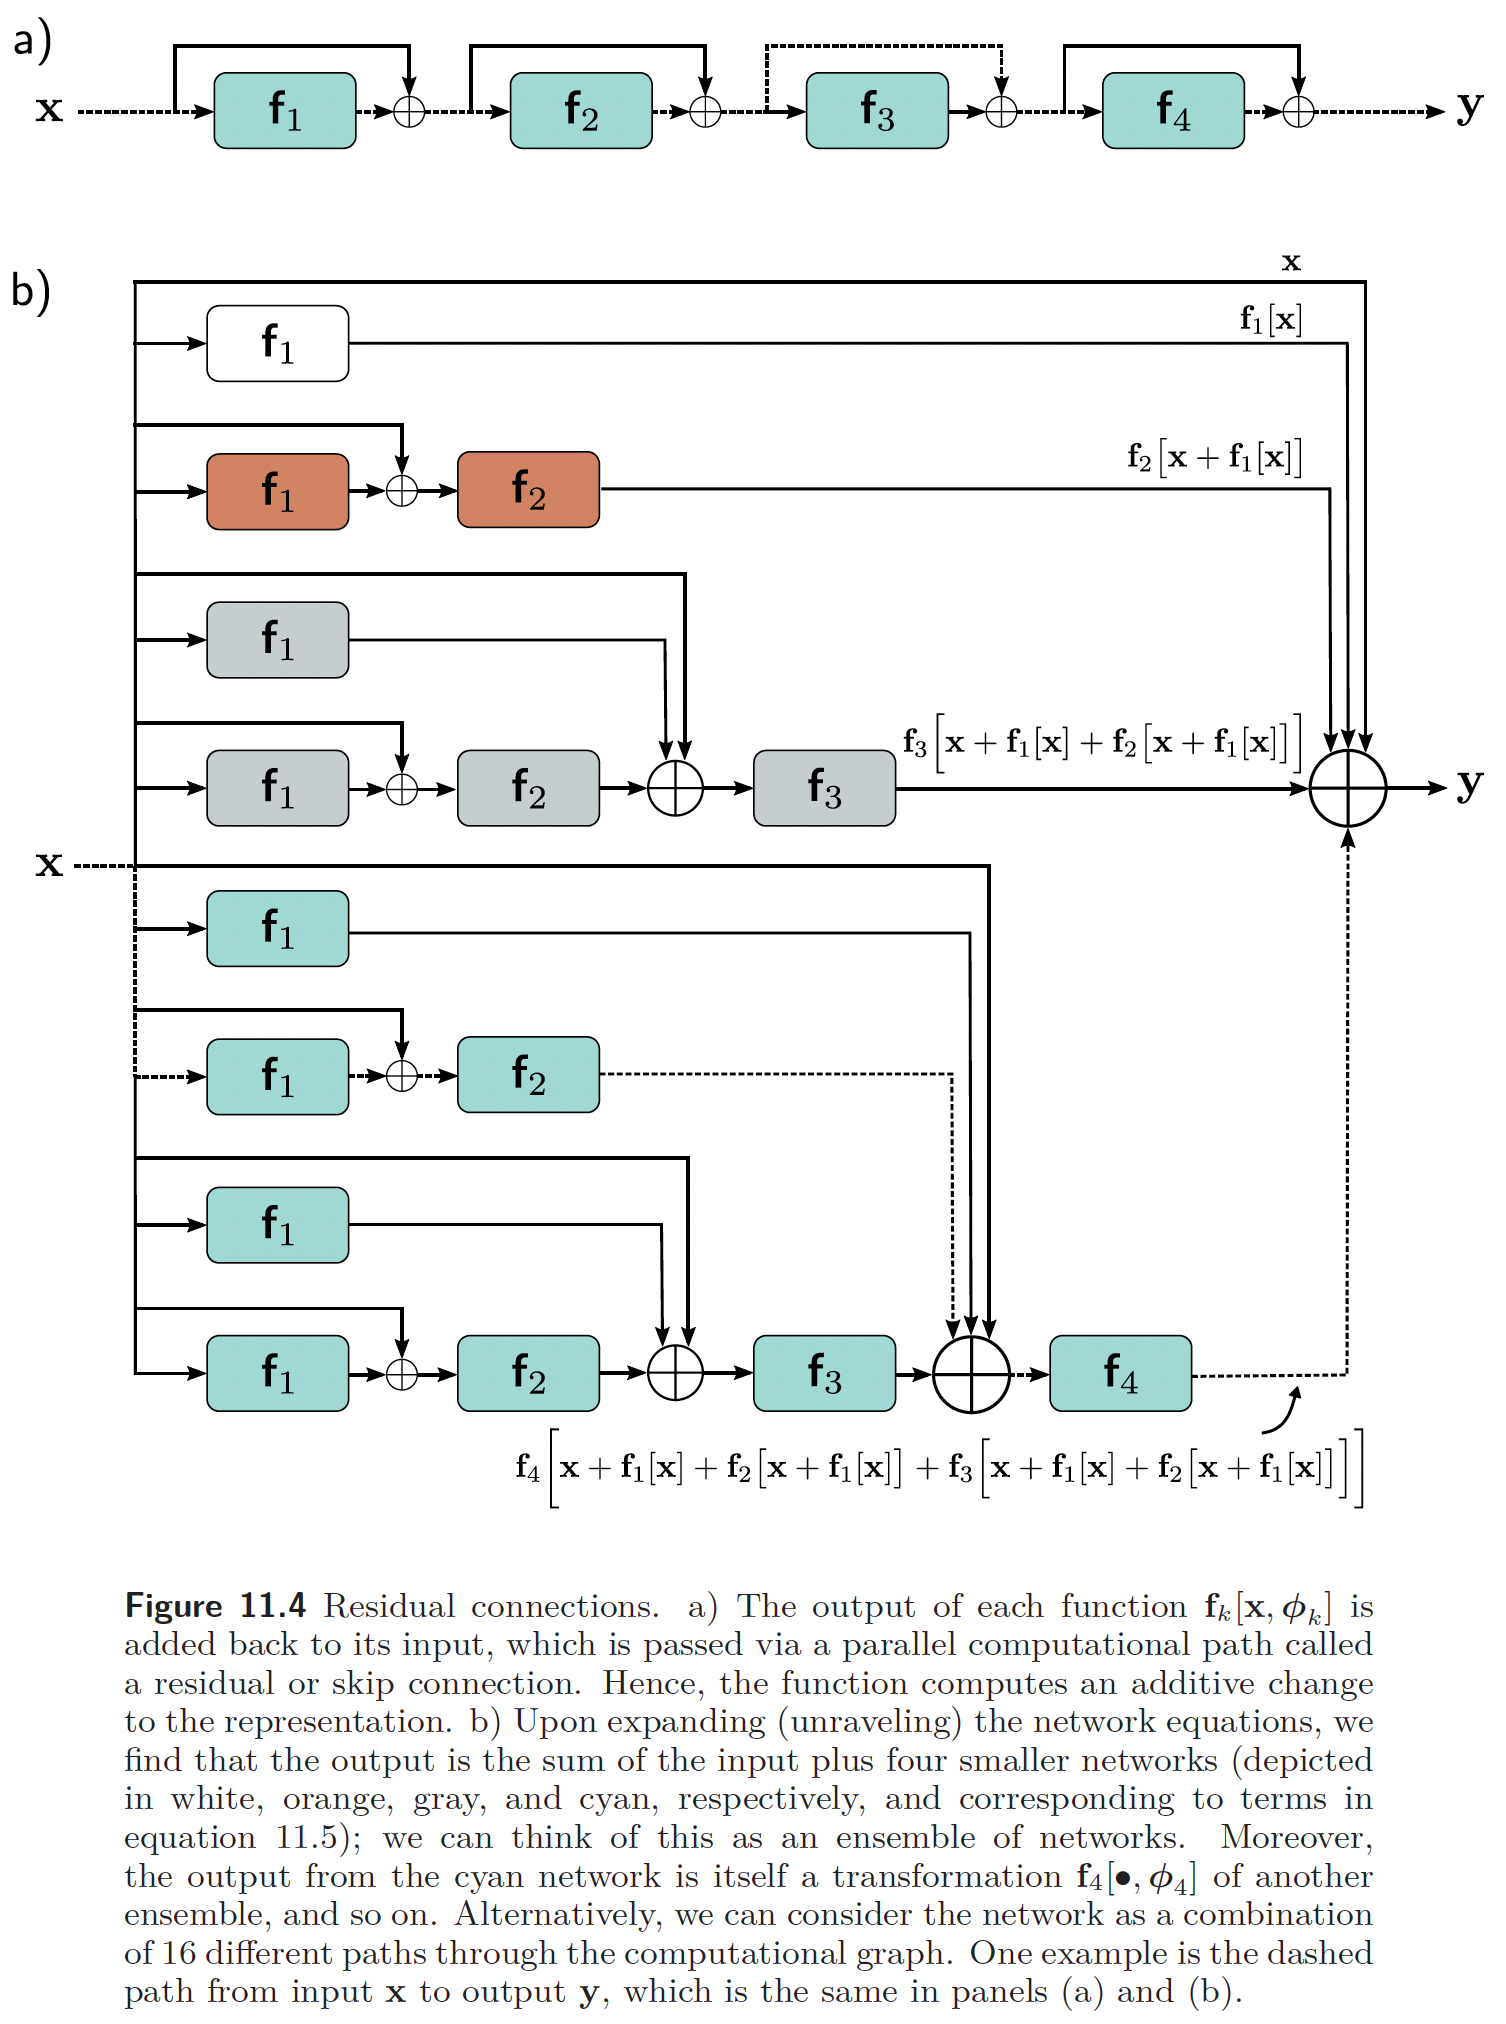 a)
x f₁ f₂ f₃ f₄ y
b)
x
f₁ f₁[x]
f₁ f₂ f₂[x + f₁[x]]
f₁
f₁ f₂ f₃ f₃[x + f₁[x] + f₂[x + f₁[x]]] y
x
f₁
f₁ f₂
f₁
f₁ f₂ f₃ f₄
f₄[x + f₁[x] + f₂[x + f₁[x]] + f₃[x + f₁[x] + f₂[x + f₁[x]]]]
Figure 11.4 Residual connections. a) The output of each function fₖ[x, ϕₖ] is
added back to its input, which is passed via a parallel computational path called
a residual or skip connection. Hence, the function computes an additive change
to the representation. b) Upon expanding (unraveling) the network equations, we
find that the output is the sum of the input plus four smaller networks (depicted
in white, orange, gray, and cyan, respectively, and corresponding to terms in
equation 11.5); we can think of this as an ensemble of networks. Moreover,
the output from the cyan network is itself a transformation f₄[•, ϕ₄] of another
ensemble, and so on. Alternatively, we can consider the network as a combination
of 16 different paths through the computational graph. One example is the dashed
path from input x to output y, which is the same in panels (a) and (b).